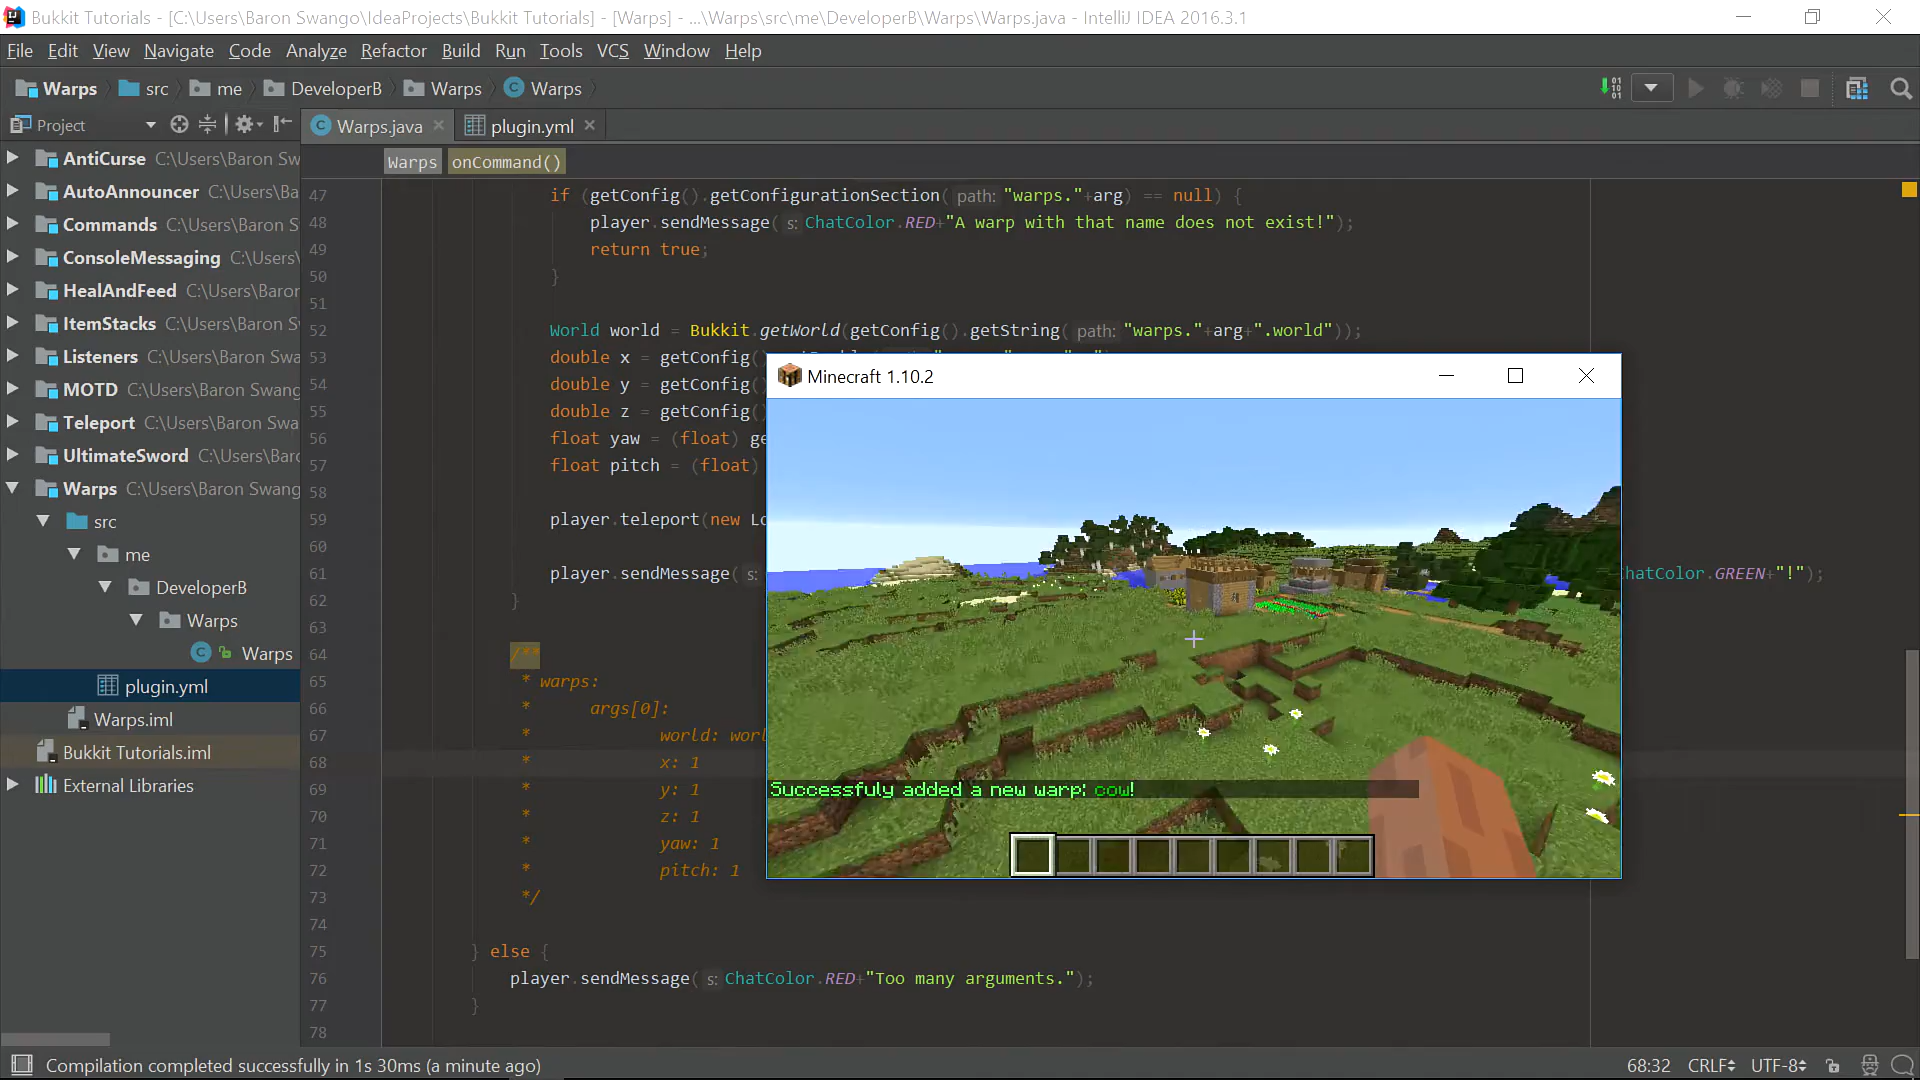 Bukkit Tutorials - [C:\Users\Baron Swango\IdeaProjects\Bukkit Tutorials] - [Warps] - ...\Warps\src\me\DeveloperB\Warps\Warps.java - IntelliJ IDEA 2016.3.1
File Edit View Navigate Code Analyze Refactor Build Run Tools VCS Window Help
Warps src me DeveloperB Warps Warps
Project
Warps.java plugin.yml
Warps onCommand()
AntiCurse C:\Users\Baron Sw
AutoAnnouncer C:\Users\Ba
Commands C:\Users\Baron S
ConsoleMessaging C:\Users
HealAndFeed C:\Users\Baror
ItemStacks C:\Users\Baron S
Listeners C:\Users\Baron Sw
MOTD C:\Users\Baron Swang
Teleport C:\Users\Baron Swa
UltimateSword C:\Users\Barc
Warps C:\Users\Baron Swang
src
me
DeveloperB
Warps
Warps
plugin.yml
Warps.iml
Bukkit Tutorials.iml
External Libraries
47 if (getConfig().getConfigurationSection( path: "warps."+arg) == null) {
48 player.sendMessage( s: ChatColor.RED+"A warp with that name does not exist!");
49 return true;
50 }
51
52 World world = Bukkit.getWorld(getConfig().getString( path: "warps."+arg+".world"));
53 double x = getConfig()
54 double y = getConfig()
55 double z = getConfig()
56 float yaw = (float) ge
57 float pitch = (float)
58
59 player.teleport(new Lo
60
61 player.sendMessage( s: hatColor.GREEN+"!");
62 }
63
64 /**
65 * warps:
66 * args[0]:
67 * world: worl
68 * x: 1
69 * y: 1
70 * z: 1
71 * yaw: 1
72 * pitch: 1
73 */
74
75 } else {
76 player.sendMessage( s: ChatColor.RED+"Too many arguments.");
77 }
78
Minecraft 1.10.2
Successfuly added a new warp: cow!
Compilation completed successfully in 1s 30ms (a minute ago)
68:32 CRLF UTF-8